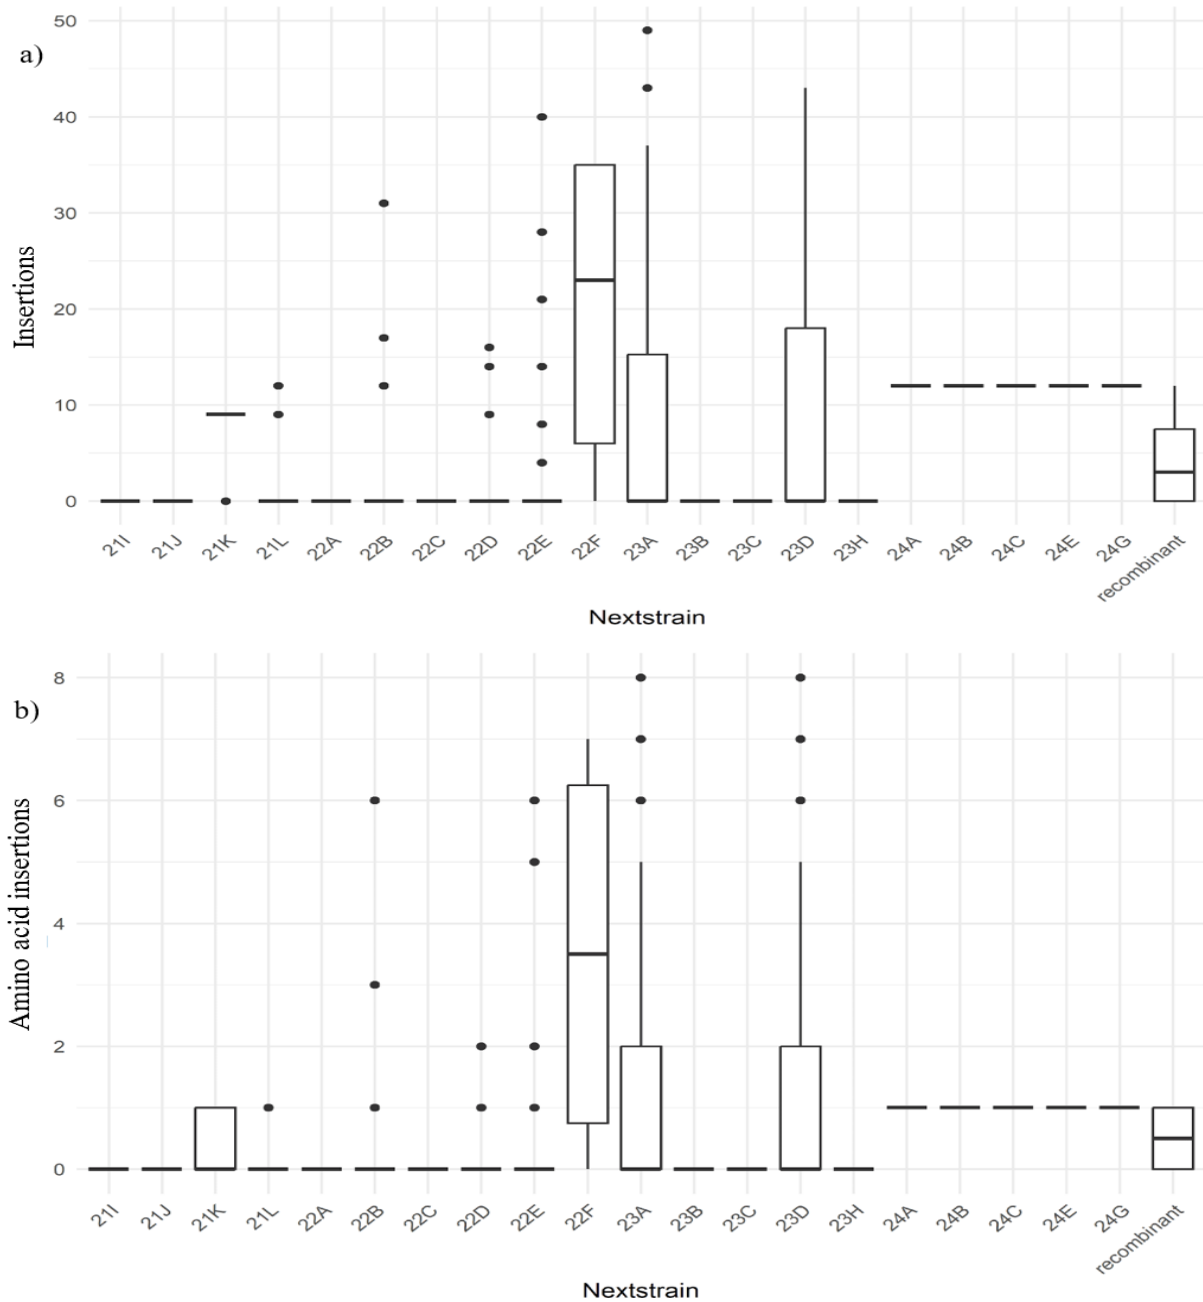 a)
Insertions
50
40
30
20
10
0
21I 21J 21K 21L 22A 22B 22C 22D 22E 22F 23A 23B 23C 23D 23H 24A 24B 24C 24E 24G recombinant
Nextstrain
b)
Amino acid insertions
8
6
4
2
0
21I 21J 21K 21L 22A 22B 22C 22D 22E 22F 23A 23B 23C 23D 23H 24A 24B 24C 24E 24G recombinant
Nextstrain